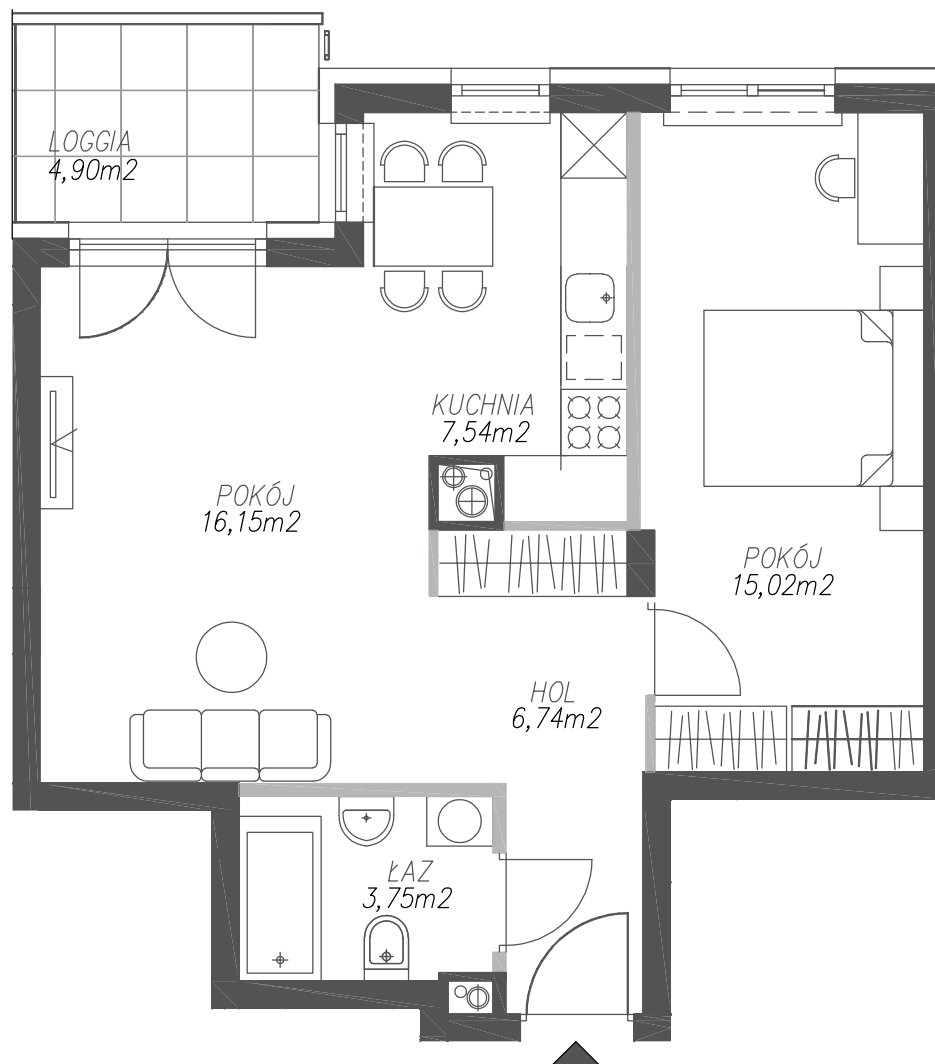 LOGGIA
4,90m2
KUCHNIA
7,54m2
POKÓJ
16,15m2
POKÓJ
15,02m2
HOL
6,74m2
ŁAZ
3,75m2